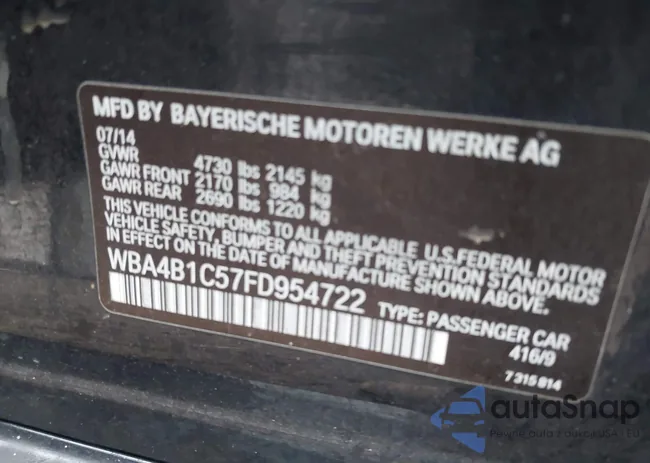 MFD BY BAYERISCHE MOTOREN WERKE AG
07/14
GVWR 4730 lbs 2145 kg
GAWR FRONT 2170 lbs 984 kg
GAWR REAR 2690 lbs 1220 kg
THIS VEHICLE CONFORMS TO ALL APPLICABLE U.S. FEDERAL MOTOR
VEHICLE SAFETY, BUMPER AND THEFT PREVENTION STANDARDS
IN EFFECT ON THE DATE OF MANUFACTURE SHOWN ABOVE.
WBA4B1C57FD954722 TYPE: PASSENGER CAR
416/9
7 315 814
autoSnap